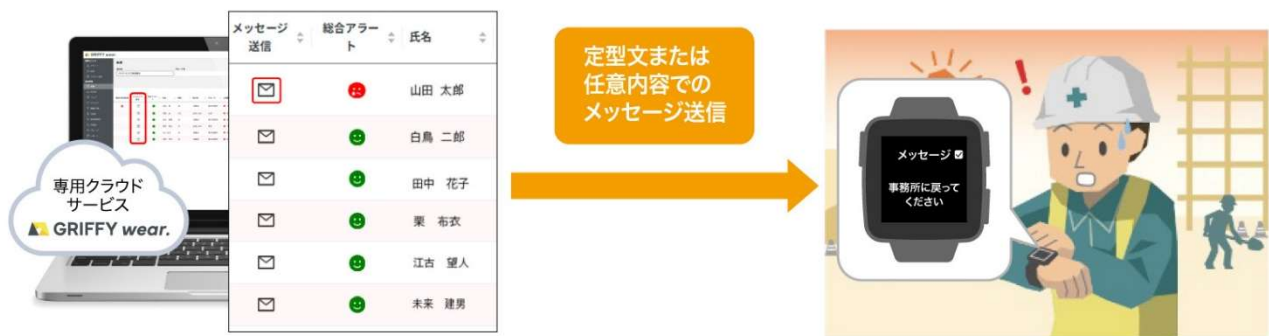 メッセージ
送信
総合アラー
ト
氏名
山田 太郎
白鳥 二郎
田中 花子
栗 布衣
江古 望人
未来 建男
専用クラウド
サービス
GRIFFY wear.
定型文または
任意内容での
メッセージ送信
メッセージ
事務所に戻って
ください